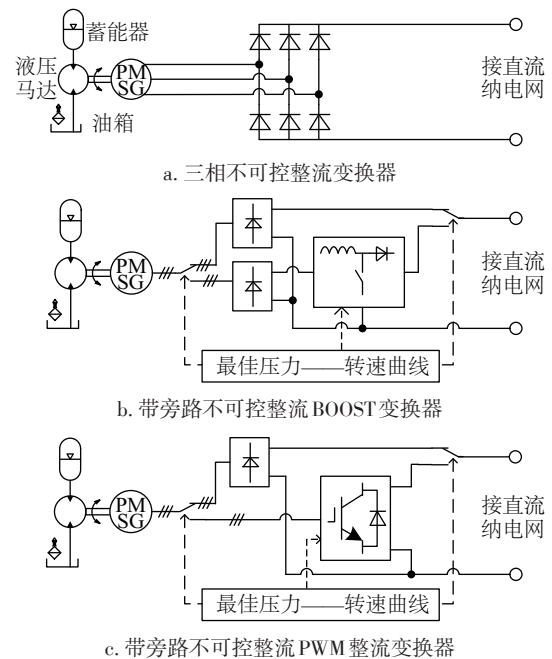 蓄能器
液压
马达
PM
SG
油箱
接直流
纳电网
a. 三相不可控整流变换器
PM
SG
接直流
纳电网
最佳压力——转速曲线
b. 带旁路不可控整流BOOST变换器
PM
SG
接直流
纳电网
最佳压力——转速曲线
c. 带旁路不可控整流PWM整流变换器